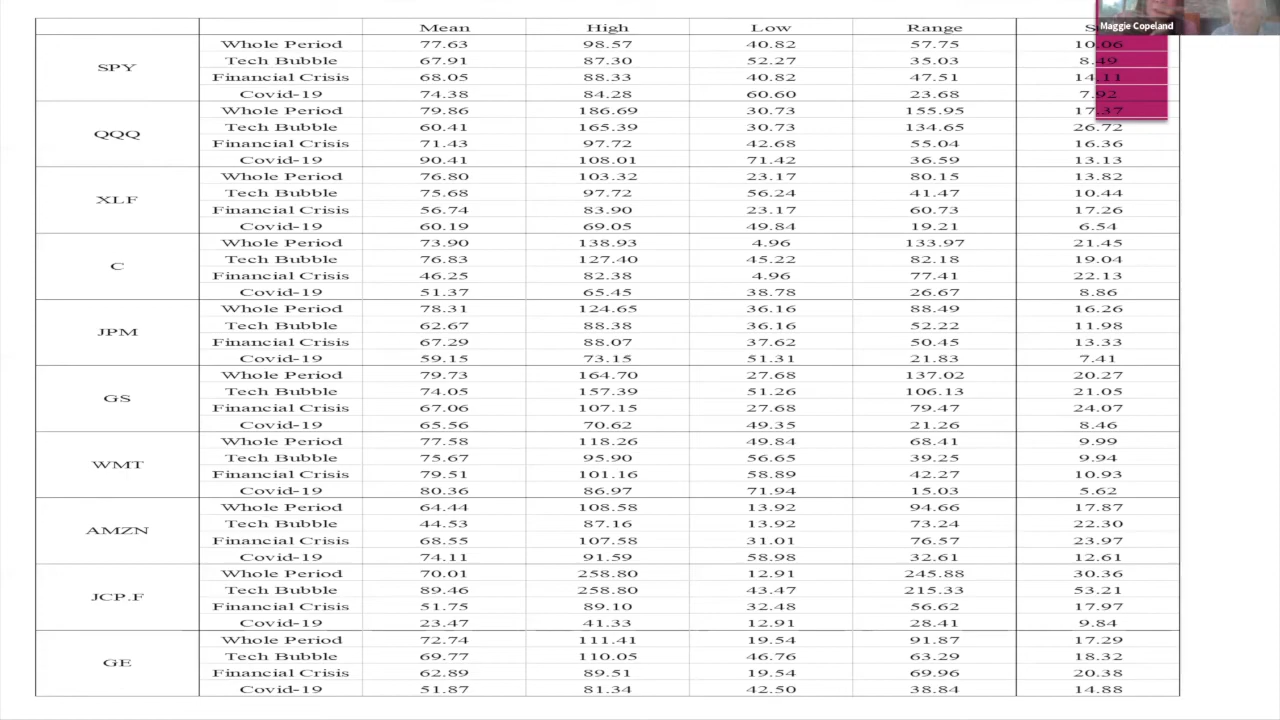 Mean High Low Range S
Maggie Copeland
SPY
Whole Period 77.63 98.57 40.82 57.75 10.06
Tech Bubble 67.91 87.30 52.27 35.03 8.49
Financial Crisis 68.05 88.33 40.82 47.51 14.11
Covid-19 74.38 84.28 60.60 23.68 7.92
QQQ
Whole Period 79.86 186.69 30.73 155.95 17.37
Tech Bubble 60.41 165.39 30.73 134.65 26.72
Financial Crisis 71.43 97.72 42.68 55.04 16.36
Covid-19 90.41 108.01 71.42 36.59 13.13
XLF
Whole Period 76.80 103.32 23.17 80.15 13.82
Tech Bubble 75.68 97.72 56.24 41.47 10.44
Financial Crisis 56.74 83.90 23.17 60.73 17.26
Covid-19 60.19 69.05 49.84 19.21 6.54
C
Whole Period 73.90 138.93 4.96 133.97 21.45
Tech Bubble 76.83 127.40 45.22 82.18 19.04
Financial Crisis 46.25 82.38 4.96 77.41 22.13
Covid-19 51.37 65.45 38.78 26.67 8.86
JPM
Whole Period 78.31 124.65 36.16 88.49 16.26
Tech Bubble 62.67 88.38 36.16 52.22 11.98
Financial Crisis 67.29 88.07 37.62 50.45 13.33
Covid-19 59.15 73.15 51.31 21.83 7.41
GS
Whole Period 79.73 164.70 27.68 137.02 20.27
Tech Bubble 74.05 157.39 51.26 106.13 21.05
Financial Crisis 67.06 107.15 27.68 79.47 24.07
Covid-19 65.56 70.62 49.35 21.26 8.46
WMT
Whole Period 77.58 118.26 49.84 68.41 9.99
Tech Bubble 75.67 95.90 56.65 39.25 9.94
Financial Crisis 79.51 101.16 58.89 42.27 10.93
Covid-19 80.36 86.97 71.94 15.03 5.62
AMZN
Whole Period 64.44 108.58 13.92 94.66 17.87
Tech Bubble 44.53 87.16 13.92 73.24 22.30
Financial Crisis 68.55 107.58 31.01 76.57 23.97
Covid-19 74.11 91.59 58.98 32.61 12.61
JCP.F
Whole Period 70.01 258.80 12.91 245.88 30.36
Tech Bubble 89.46 258.80 43.47 215.33 53.21
Financial Crisis 51.75 89.10 32.48 56.62 17.97
Covid-19 23.47 41.33 12.91 28.41 9.84
GE
Whole Period 72.74 111.41 19.54 91.87 17.29
Tech Bubble 69.77 110.05 46.76 63.29 18.32
Financial Crisis 62.89 89.51 19.54 69.96 20.38
Covid-19 51.87 81.34 42.50 38.84 14.88